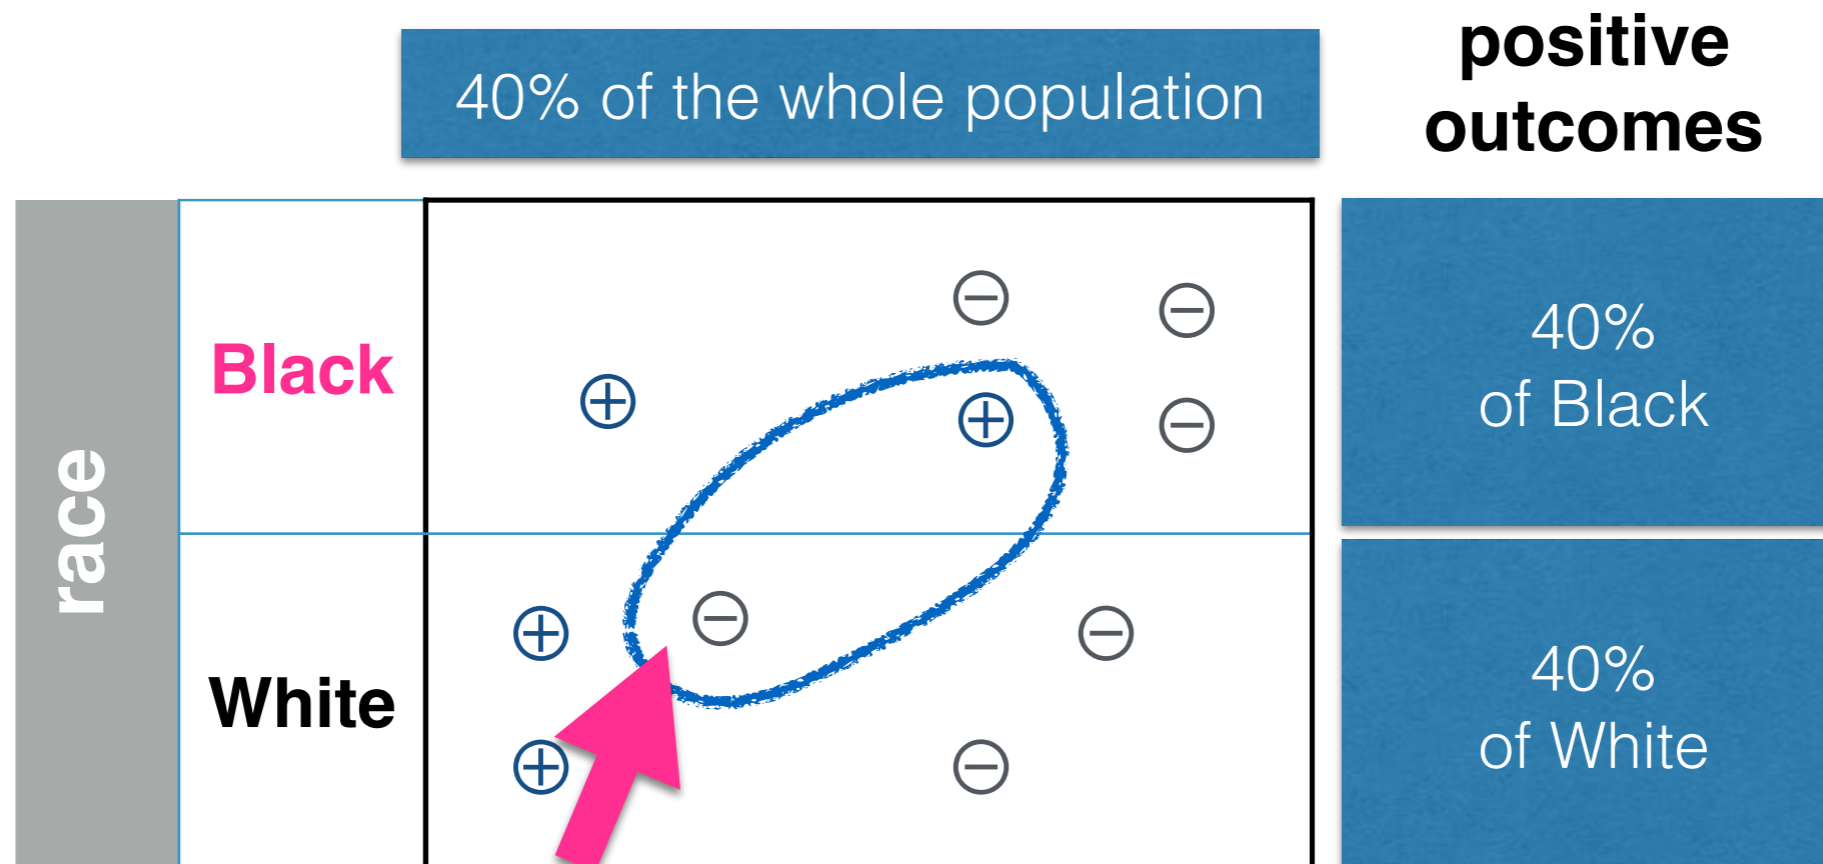 40% of the whole population
positive
outcomes
race
Black
40%
of Black
White
40%
of White